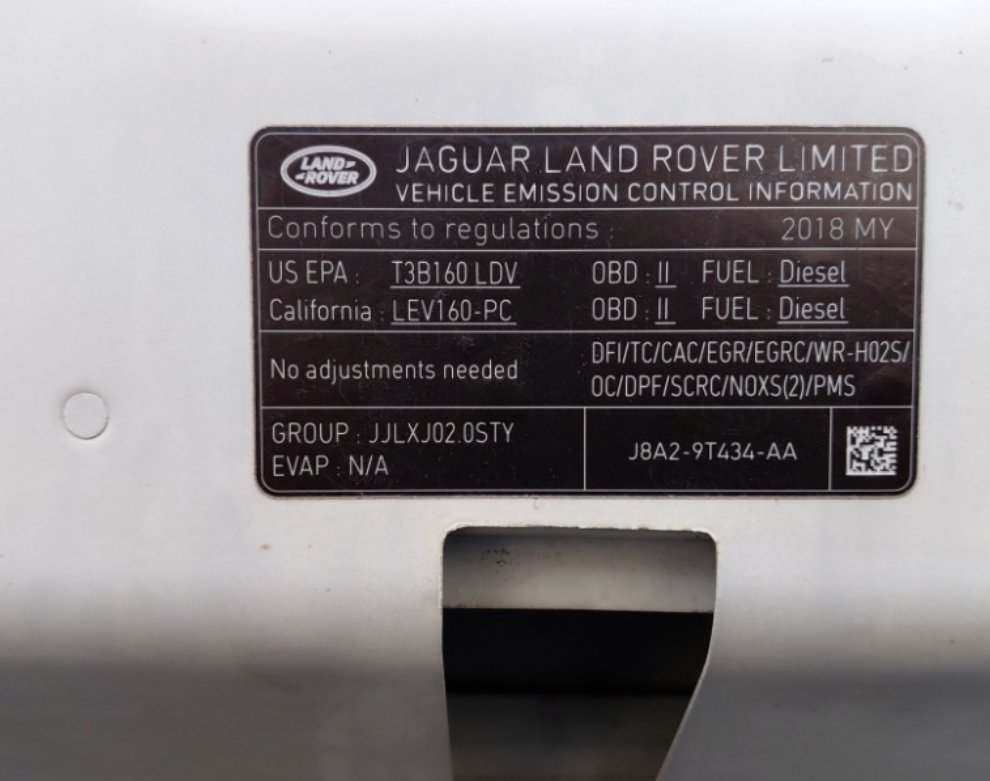 LAND
ROVER
JAGUAR LAND ROVER LIMITED
VEHICLE EMISSION CONTROL INFORMATION
Conforms to regulations : 2018 MY
US EPA : T3B160 LDV OBD : II FUEL : Diesel
California : LEV160-PC OBD : II FUEL : Diesel
No adjustments needed
DFI/TC/CAC/EGR/EGRC/WR-HO2S/
OC/DPF/SCRC/NOXS(2)/PMS
GROUP : JJLXJ02.0STY
EVAP : N/A
J8A2-9T434-AA